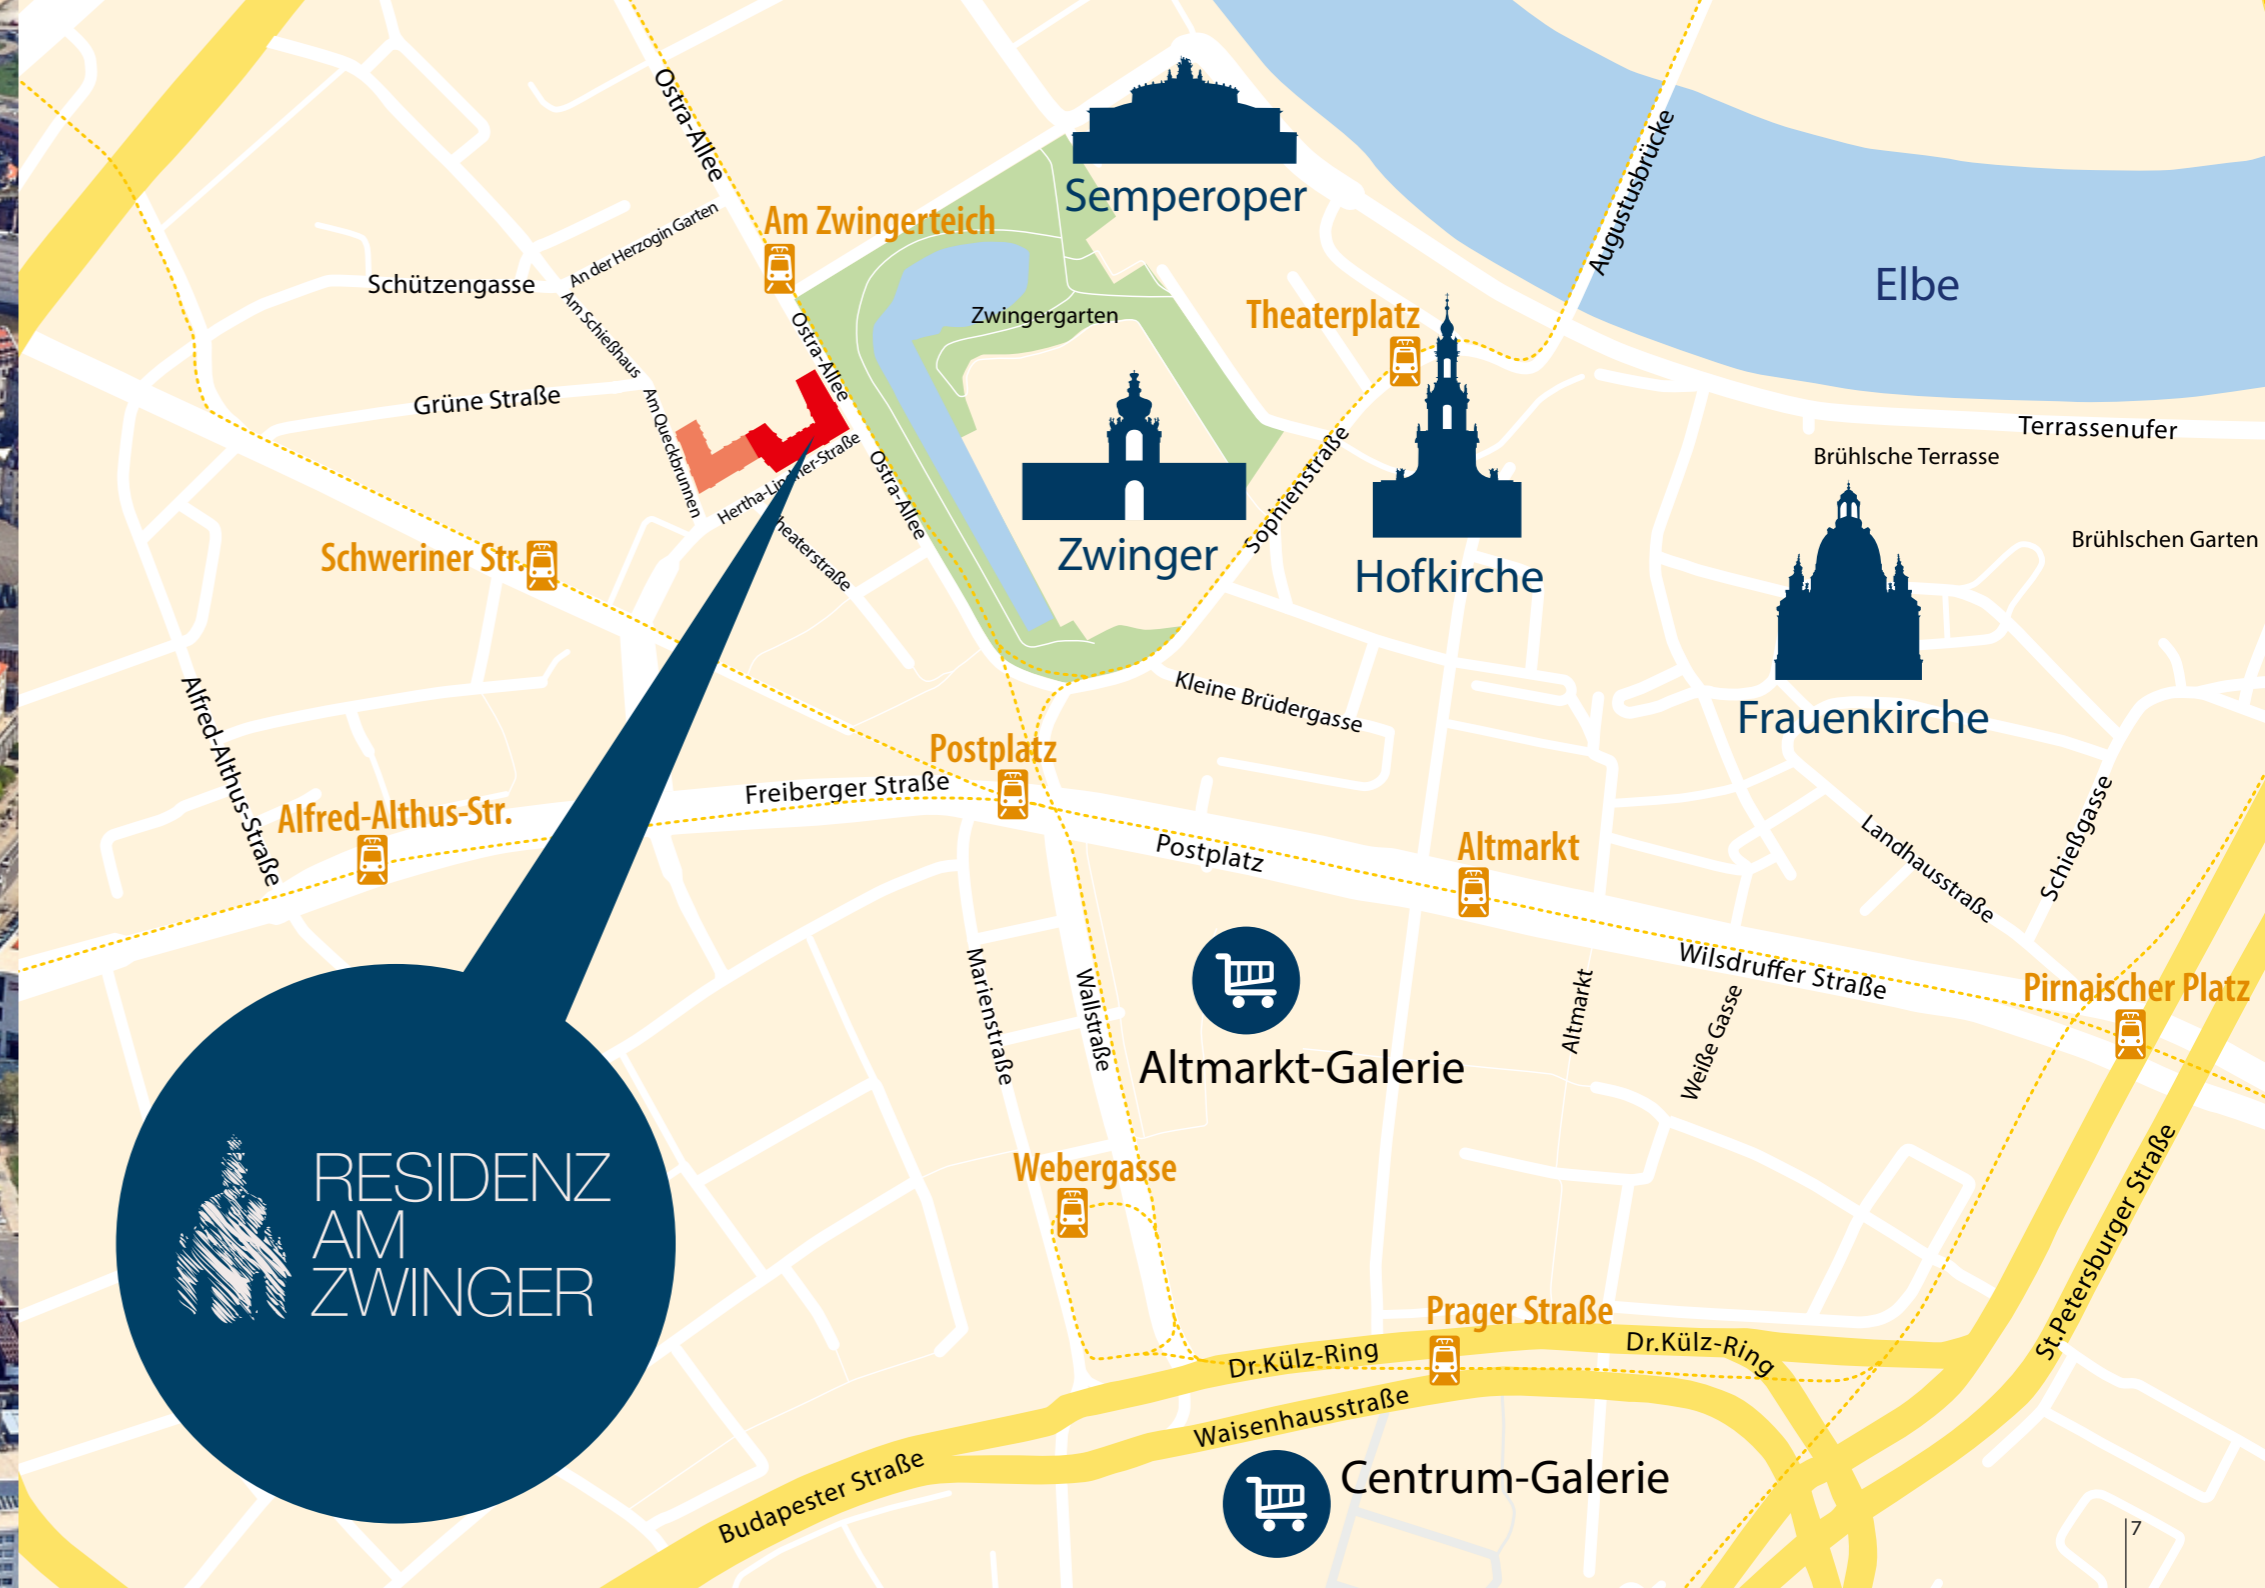 Ostra-Allee
Semperoper
Augustusbrücke
Am Zwingerteich
An der Herzogin Garten
Schützengasse
Am Schießhaus
Elbe
Zwingergarten
Theaterplatz
Ostra-Allee
Grüne Straße
Am Queckbrunnen
Terrassenufer
Brühlsche Terrasse
Hertha-Lindner-Straße
Ostra-Allee
Sophienstraße
Brühlschen Garten
Zwinger
Schweriner Str.
heaterstraße
Hofkirche
Kleine Brüdergasse
Frauenkirche
Alfred-Althus-Straße
Postplatz
Freiberger Straße
Alfred-Althus-Str.
Postplatz
Altmarkt
Landhausstraße
Schießgasse
Wilsdruffer Straße
Pirnaischer Platz
Marienstraße
Wallstraße
Altmarkt
Weiße Gasse
Altmarkt-Galerie
RESIDENZ
AM
ZWINGER
Webergasse
St.Petersburger Straße
Prager Straße
Dr.Külz-Ring
Dr.Külz-Ring
Waisenhausstraße
Budapester Straße
Centrum-Galerie
7